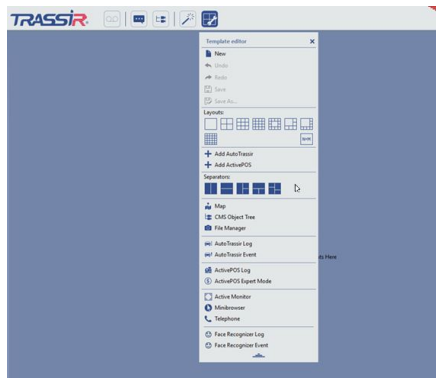 TRASSIR
Template editor
New
Undo
Redo
Save
Save As...
Layouts:
Add AutoTrassir
Add ActivePOS
Separators:
Map
CMS Object Tree
File Manager
AutoTrassir Log
AutoTrassir Event
ts Here
ActivePOS Log
ActivePOS Expert Mode
Active Monitor
Minibrowser
Telephone
Face Recognizer Log
Face Recognizer Event